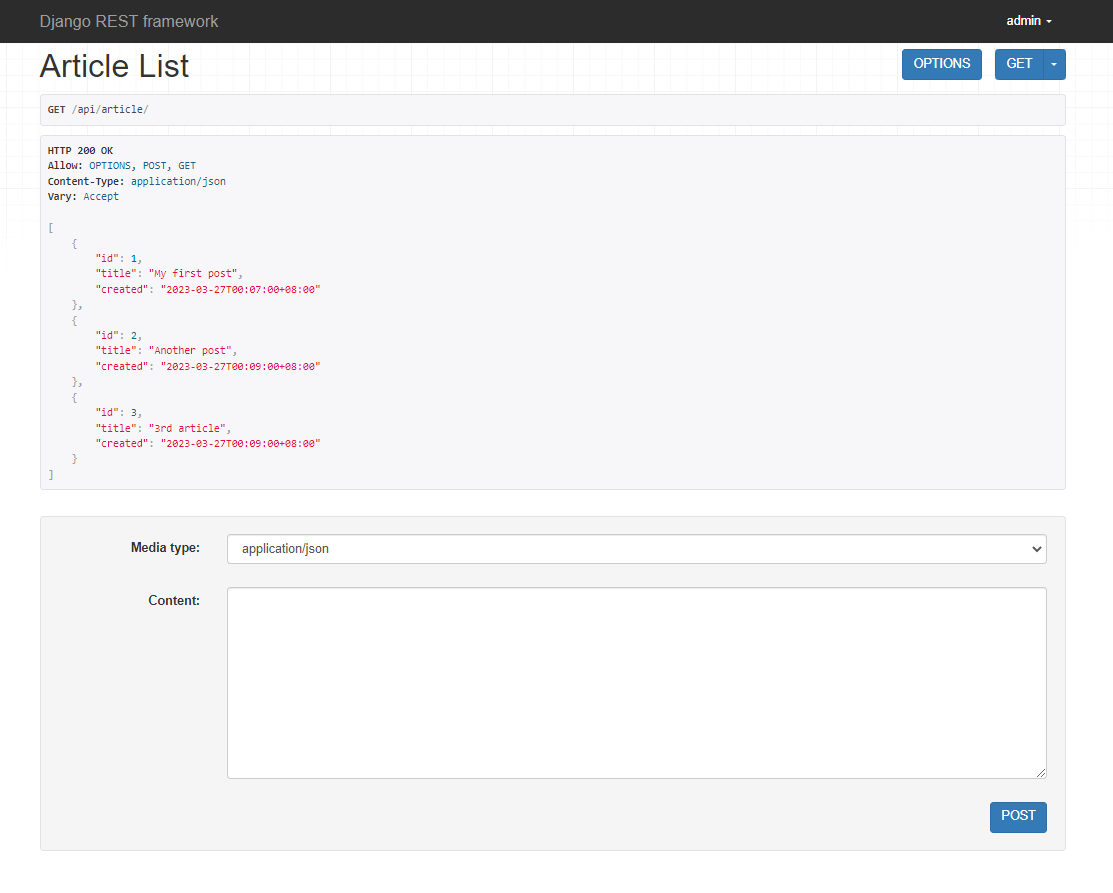 Django REST framework
admin
Article List
OPTIONS
GET
GET /api/article/
HTTP 200 OK
Allow: OPTIONS, POST, GET
Content-Type: application/json
Vary: Accept
[
    {
        "id": 1,
        "title": "My first post",
        "created": "2023-03-27T00:07:00+08:00"
    },
    {
        "id": 2,
        "title": "Another post",
        "created": "2023-03-27T00:09:00+08:00"
    },
    {
        "id": 3,
        "title": "3rd article",
        "created": "2023-03-27T00:09:00+08:00"
    }
]
Media type:
application/json
Content:
POST